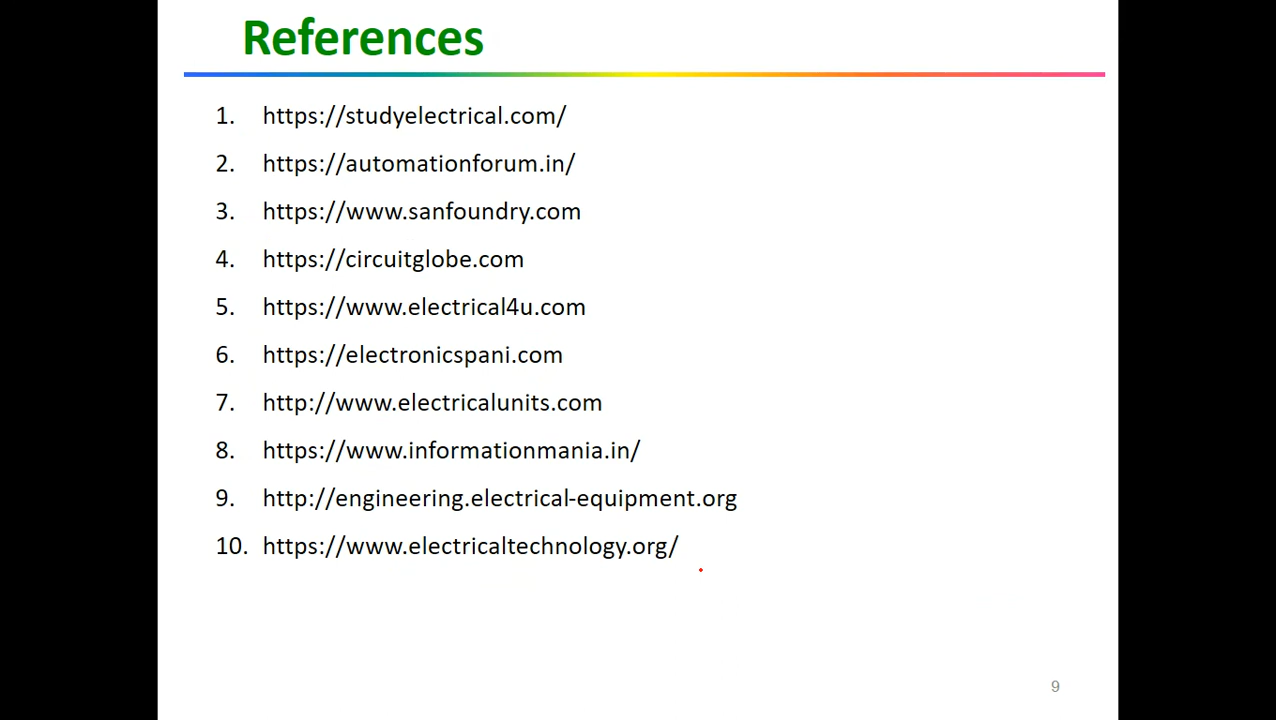 References
1. https://studyelectrical.com/
2. https://automationforum.in/
3. https://www.sanfoundry.com
4. https://circuitglobe.com
5. https://www.electrical4u.com
6. https://electronicspani.com
7. http://www.electricalunits.com
8. https://www.informationmania.in/
9. http://engineering.electrical-equipment.org
10. https://www.electricaltechnology.org/
9